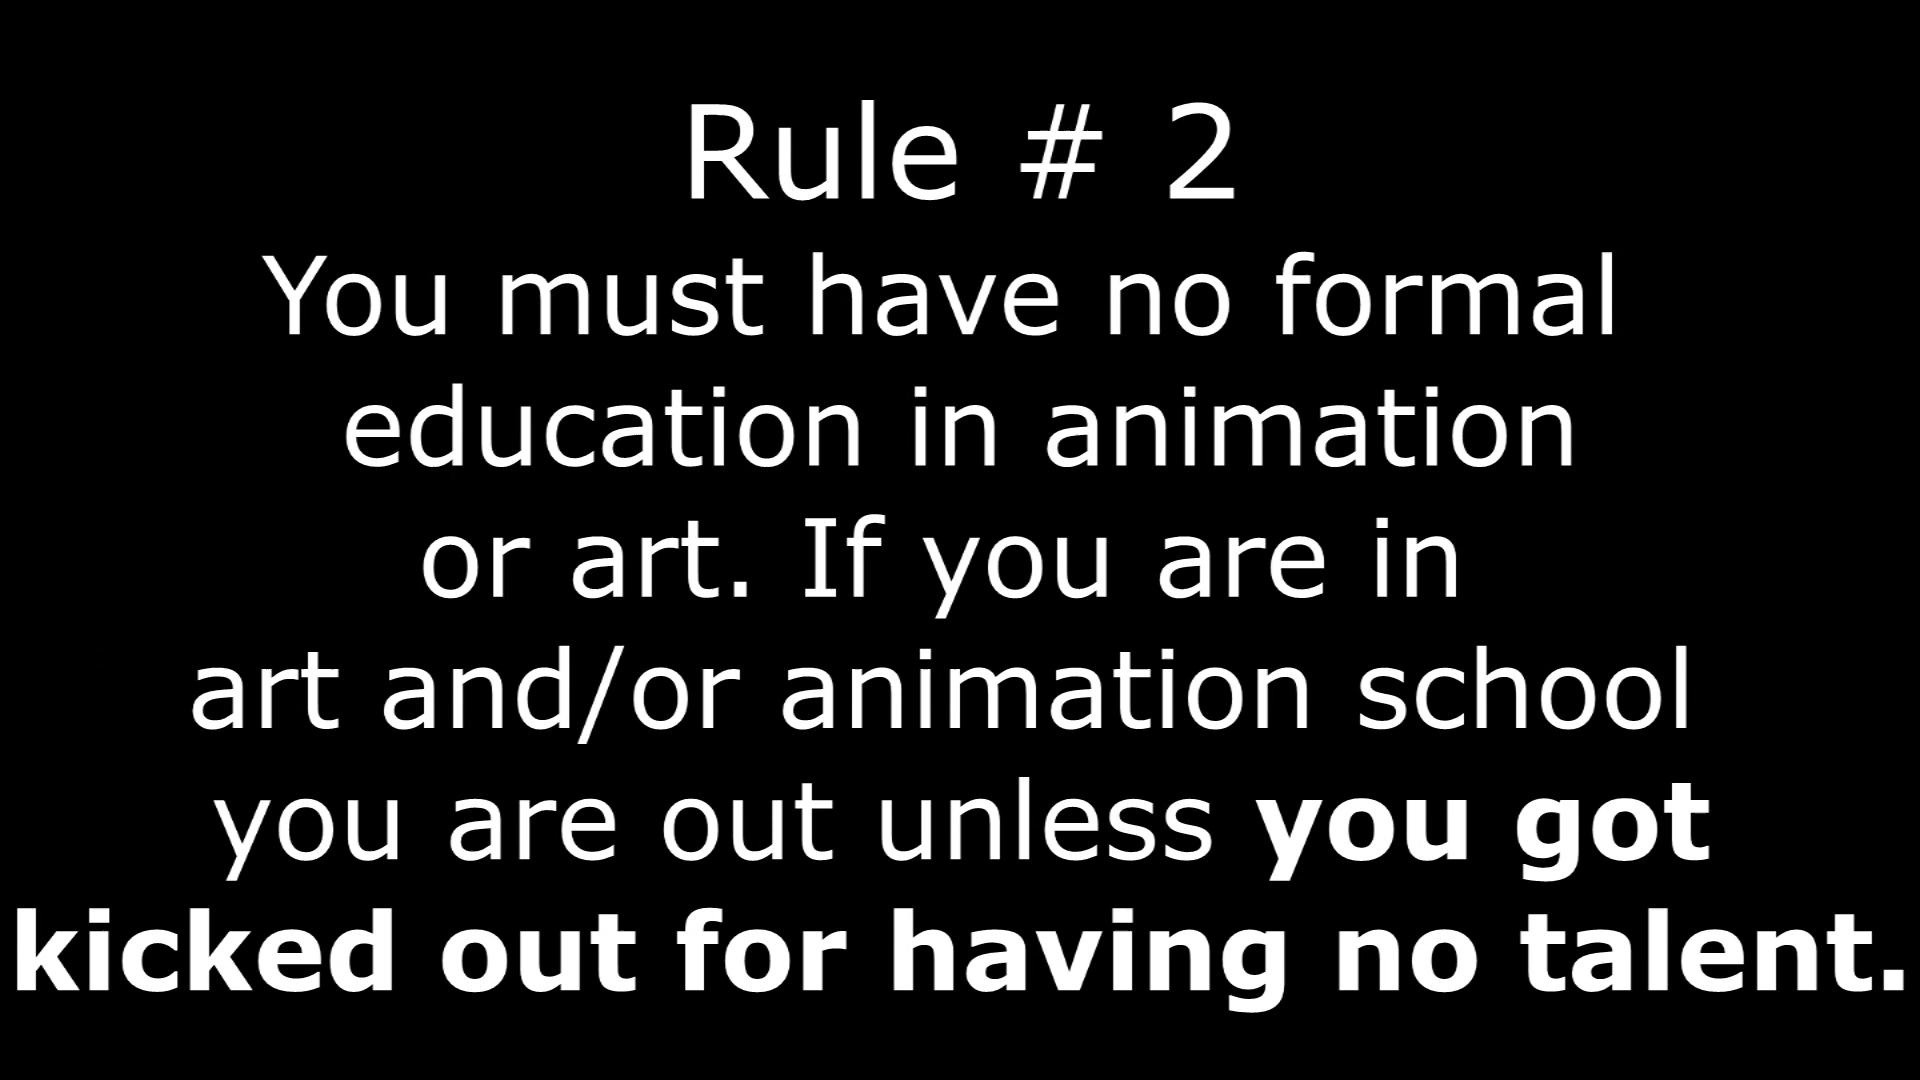 Rule # 2
You must have no formal
education in animation
or art. If you are in
art and/or animation school
you are out unless you got
kicked out for having no talent.